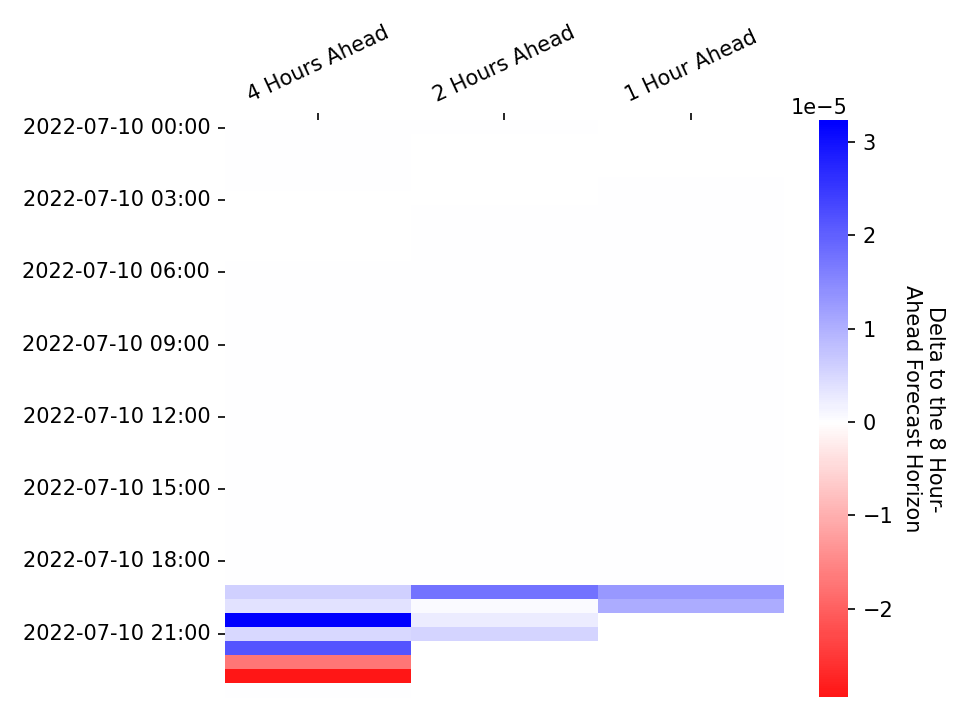 4 Hours Ahead
2 Hours Ahead
1 Hour Ahead
1e−5
2022-07-10 00:00
2022-07-10 03:00
2022-07-10 06:00
2022-07-10 09:00
2022-07-10 12:00
2022-07-10 15:00
2022-07-10 18:00
2022-07-10 21:00
3
2
1
0
−1
−2
Delta to the 8 Hour-
Ahead Forecast Horizon